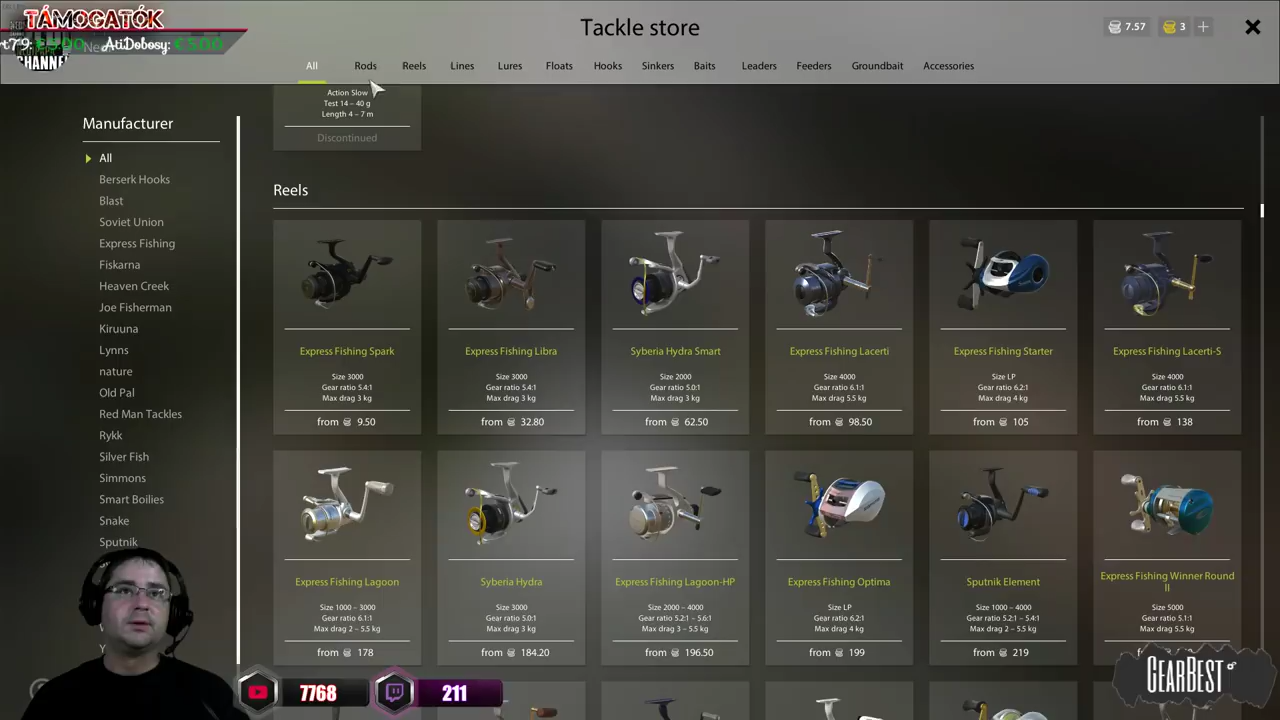 TÁMOGATÓK
€ 5.00 AtiDobosy: € 5.00
CHANNEL
Tackle store
7.57
3
All Rods Reels Lines Lures Floats Hooks Sinkers Baits Leaders Feeders Groundbait Accessories
Manufacturer
All
Berserk Hooks
Blast
Soviet Union
Express Fishing
Fiskarna
Heaven Creek
Joe Fisherman
Kiruuna
Lynns
nature
Old Pal
Red Man Tackles
Rykk
Silver Fish
Simmons
Smart Boilies
Snake
Sputnik
Action Slow
Test 14 – 40 g
Length 4 – 7 m
Discontinued
Reels
Express Fishing Spark
Size 3000
Gear ratio 5.4:1
Max drag 3 kg
from 9.50
Express Fishing Libra
Size 3000
Gear ratio 5.4:1
Max drag 3 kg
from 32.80
Syberia Hydra Smart
Size 2000
Gear ratio 5.0:1
Max drag 3 kg
from 62.50
Express Fishing Lacerti
Size 4000
Gear ratio 6.1:1
Max drag 5.5 kg
from 98.50
Express Fishing Starter
Size LP
Gear ratio 6.2:1
Max drag 4 kg
from 105
Express Fishing Lacerti-S
Size 4000
Gear ratio 6.1:1
Max drag 5.5 kg
from 138
Express Fishing Lagoon
Size 1000 – 3000
Gear ratio 6.1:1
Max drag 2 – 5.5 kg
from 178
Syberia Hydra
Size 3000
Gear ratio 5.0:1
Max drag 3 kg
from 184.20
Express Fishing Lagoon-HP
Size 2000 – 4000
Gear ratio 5.2:1 – 5.6:1
Max drag 3 – 5.5 kg
from 196.50
Express Fishing Optima
Size LP
Gear ratio 6.2:1
Max drag 4 kg
from 199
Sputnik Element
Size 1000 – 4000
Gear ratio 5.2:1 – 5.4:1
Max drag 2 – 5.5 kg
from 219
Express Fishing Winner Round
II
Size 5000
Gear ratio 5.1:1
Max drag 5.5 kg
7768
211
GEARBEST